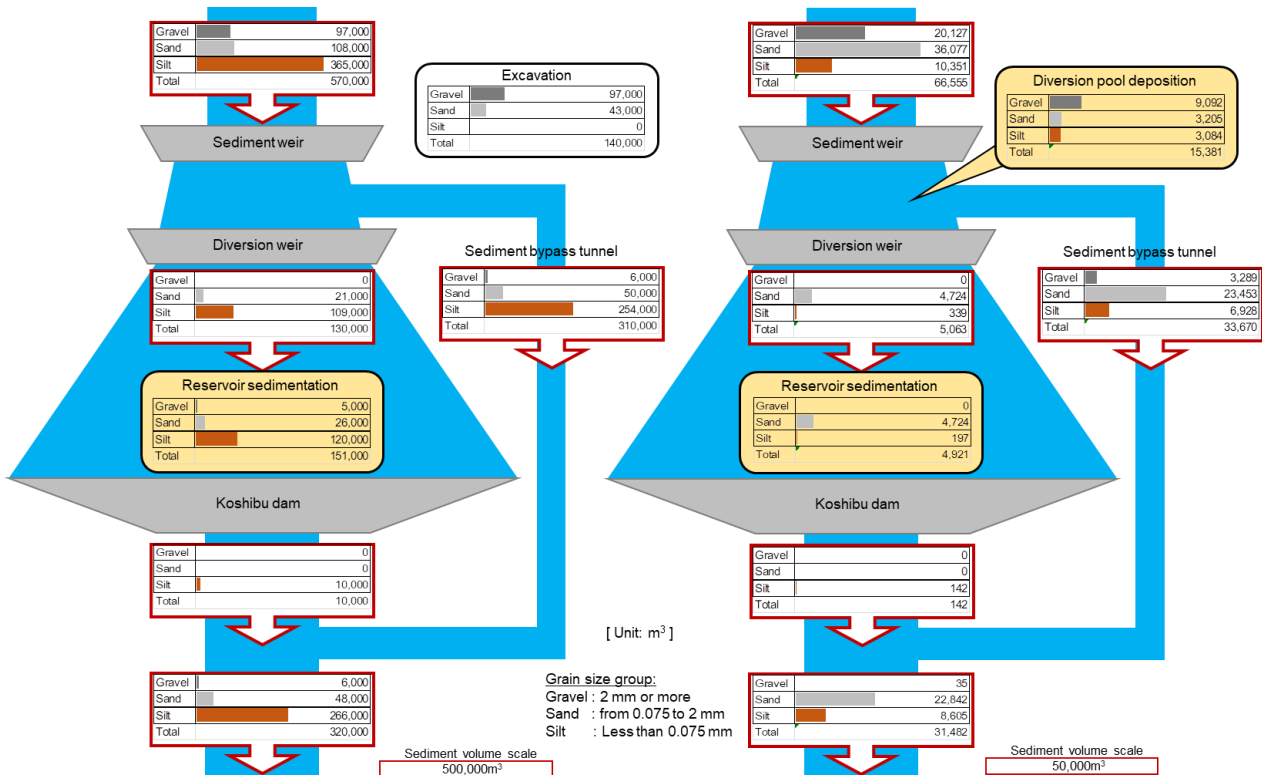 Gravel 97,000
Sand 108,000
Silt 365,000
Total 570,000
Excavation
Gravel 97,000
Sand 43,000
Silt 0
Total 140,000
Sediment weir
Diversion weir
Sediment bypass tunnel
Gravel 0
Sand 21,000
Silt 109,000
Total 130,000
Gravel 6,000
Sand 50,000
Silt 254,000
Total 310,000
Reservoir sedimentation
Gravel 5,000
Sand 26,000
Silt 120,000
Total 151,000
Koshibu dam
Gravel 0
Sand 0
Silt 10,000
Total 10,000
Gravel 6,000
Sand 48,000
Silt 266,000
Total 320,000
Sediment volume scale
500,000m³
[ Unit: m³ ]
Grain size group:
Gravel : 2 mm or more
Sand : from 0.075 to 2 mm
Silt : Less than 0.075 mm
Gravel 20,127
Sand 36,077
Silt 10,351
Total 66,555
Diversion pool deposition
Gravel 9,092
Sand 3,205
Silt 3,084
Total 15,381
Sediment weir
Diversion weir
Sediment bypass tunnel
Gravel 0
Sand 4,724
Silt 339
Total 5,063
Gravel 3,289
Sand 23,453
Silt 6,928
Total 33,670
Reservoir sedimentation
Gravel 0
Sand 4,724
Silt 197
Total 4,921
Koshibu dam
Gravel 0
Sand 0
Silt 142
Total 142
Gravel 35
Sand 22,842
Silt 8,605
Total 31,482
Sediment volume scale
50,000m³